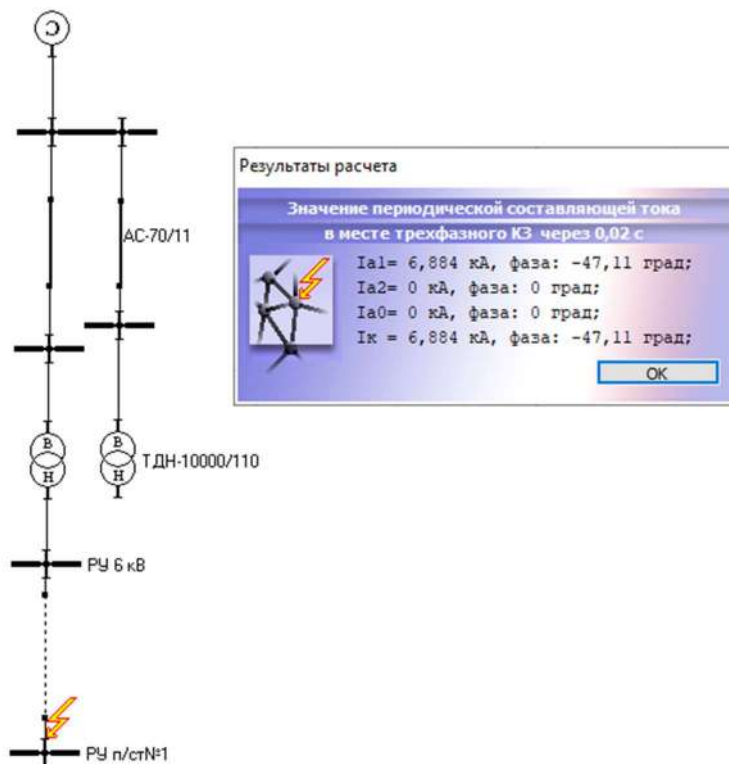 С
Результаты расчета
Значение периодической составляющей тока
в месте трехфазного КЗ через 0,02 с
АС-70/11
Ia1= 6,884 кА, фаза: -47,11 град;
Ia2= 0 кА, фаза: 0 град;
Ia0= 0 кА, фаза: 0 град;
Iк = 6,884 кА, фаза: -47,11 град;
OK
В В
Н Н
ТДН-10000/110
РУ 6 кВ
РУ п/ст№1